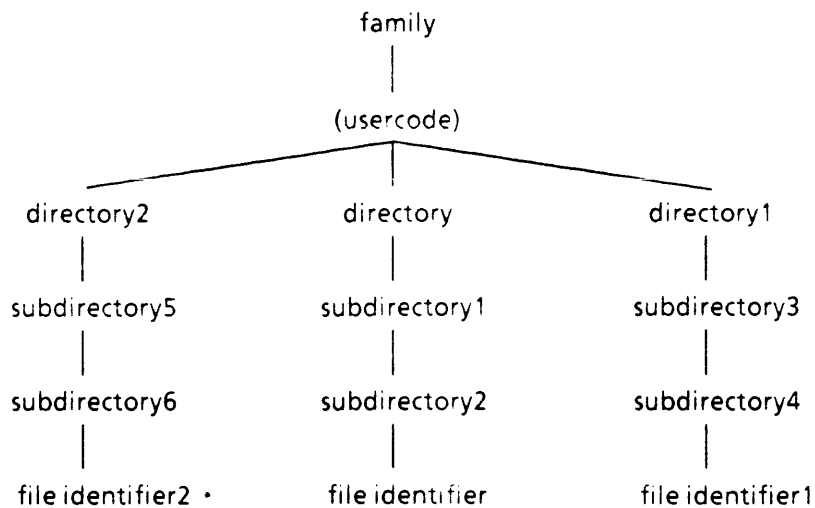 family
(usercode)
directory2 directory directory1
subdirectory5 subdirectory1 subdirectory3
subdirectory6 subdirectory2 subdirectory4
file identifier2 file identifier file identifier1